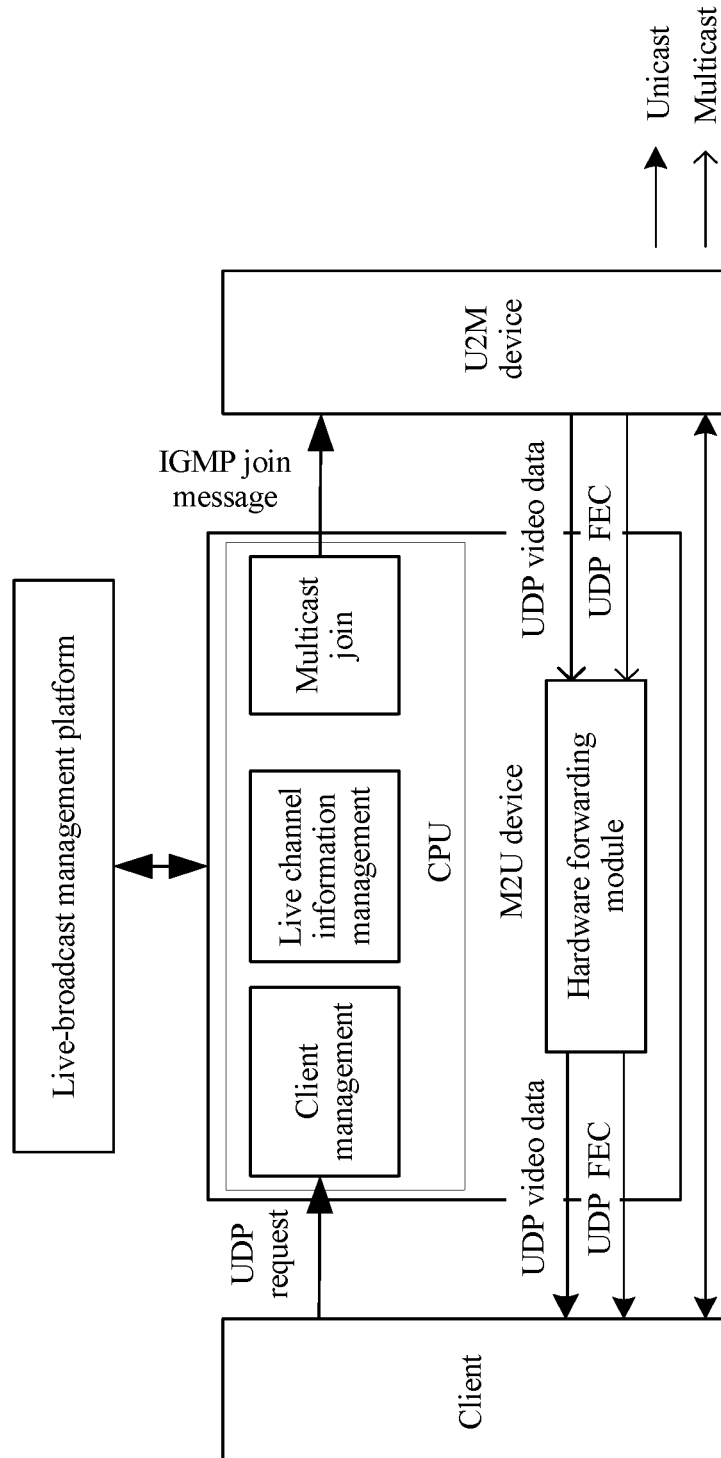 Live-broadcast management platform
UDP
request
Client
management
Live channel
information
management
Multicast
join
CPU
IGMP join
message
M2U device
Client
U2M
device
UDP video data
UDP FEC
Hardware forwarding
module
UDP video data
UDP FEC
Unicast
Multicast